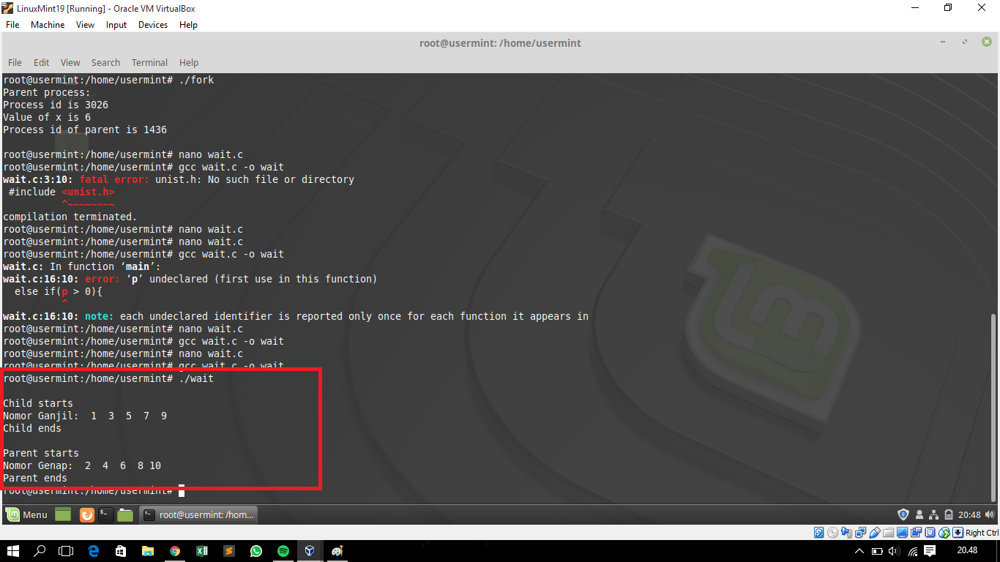 LinuxMint19 [Running] - Oracle VM VirtualBox
File Machine View Input Devices Help
root@usermint: /home/usermint
File Edit View Search Terminal Help
root@usermint:/home/usermint# ./fork
Parent process:
Process id is 3026
Value of x is 6
Process id of parent is 1436
root@usermint:/home/usermint# nano wait.c
root@usermint:/home/usermint# gcc wait.c -o wait
wait.c:3:10: fatal error: unist.h: No such file or directory
#include <unist.h>
^~~~~~~~~
compilation terminated.
root@usermint:/home/usermint# nano wait.c
root@usermint:/home/usermint# nano wait.c
root@usermint:/home/usermint# gcc wait.c -o wait
wait.c: In function ‘main’:
wait.c:16:10: error: ‘p’ undeclared (first use in this function)
else if(p > 0){
^
wait.c:16:10: note: each undeclared identifier is reported only once for each function it appears in
root@usermint:/home/usermint# nano wait.c
root@usermint:/home/usermint# gcc wait.c -o wait
root@usermint:/home/usermint# nano wait.c
root@usermint:/home/usermint# gcc wait.c -o wait
root@usermint:/home/usermint# ./wait
Child starts
Nomor Ganjil:  1  3  5  7  9
Child ends
Parent starts
Nomor Genap:  2  4  6  8 10
Parent ends
root@usermint:/home/usermint#
Menu root@usermint: /hom... 20:48
Right Ctrl
20.48